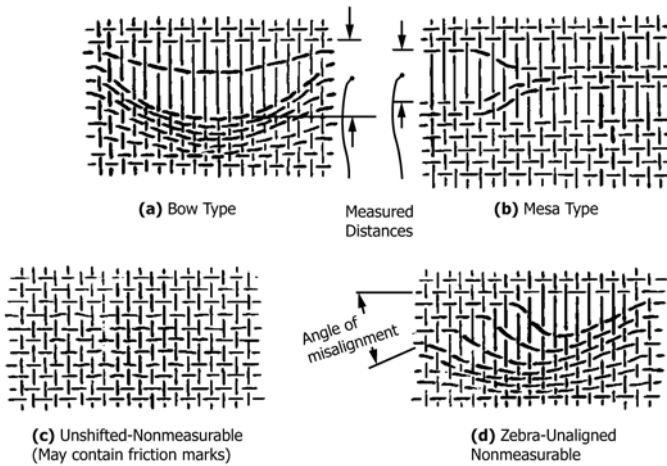 (a) Bow Type
Measured
Distances
(b) Mesa Type
(c) Unshifted-Nonmeasurable
(May contain friction marks)
Angle of
misalignment
(d) Zebra-Unaligned
Nonmeasurable